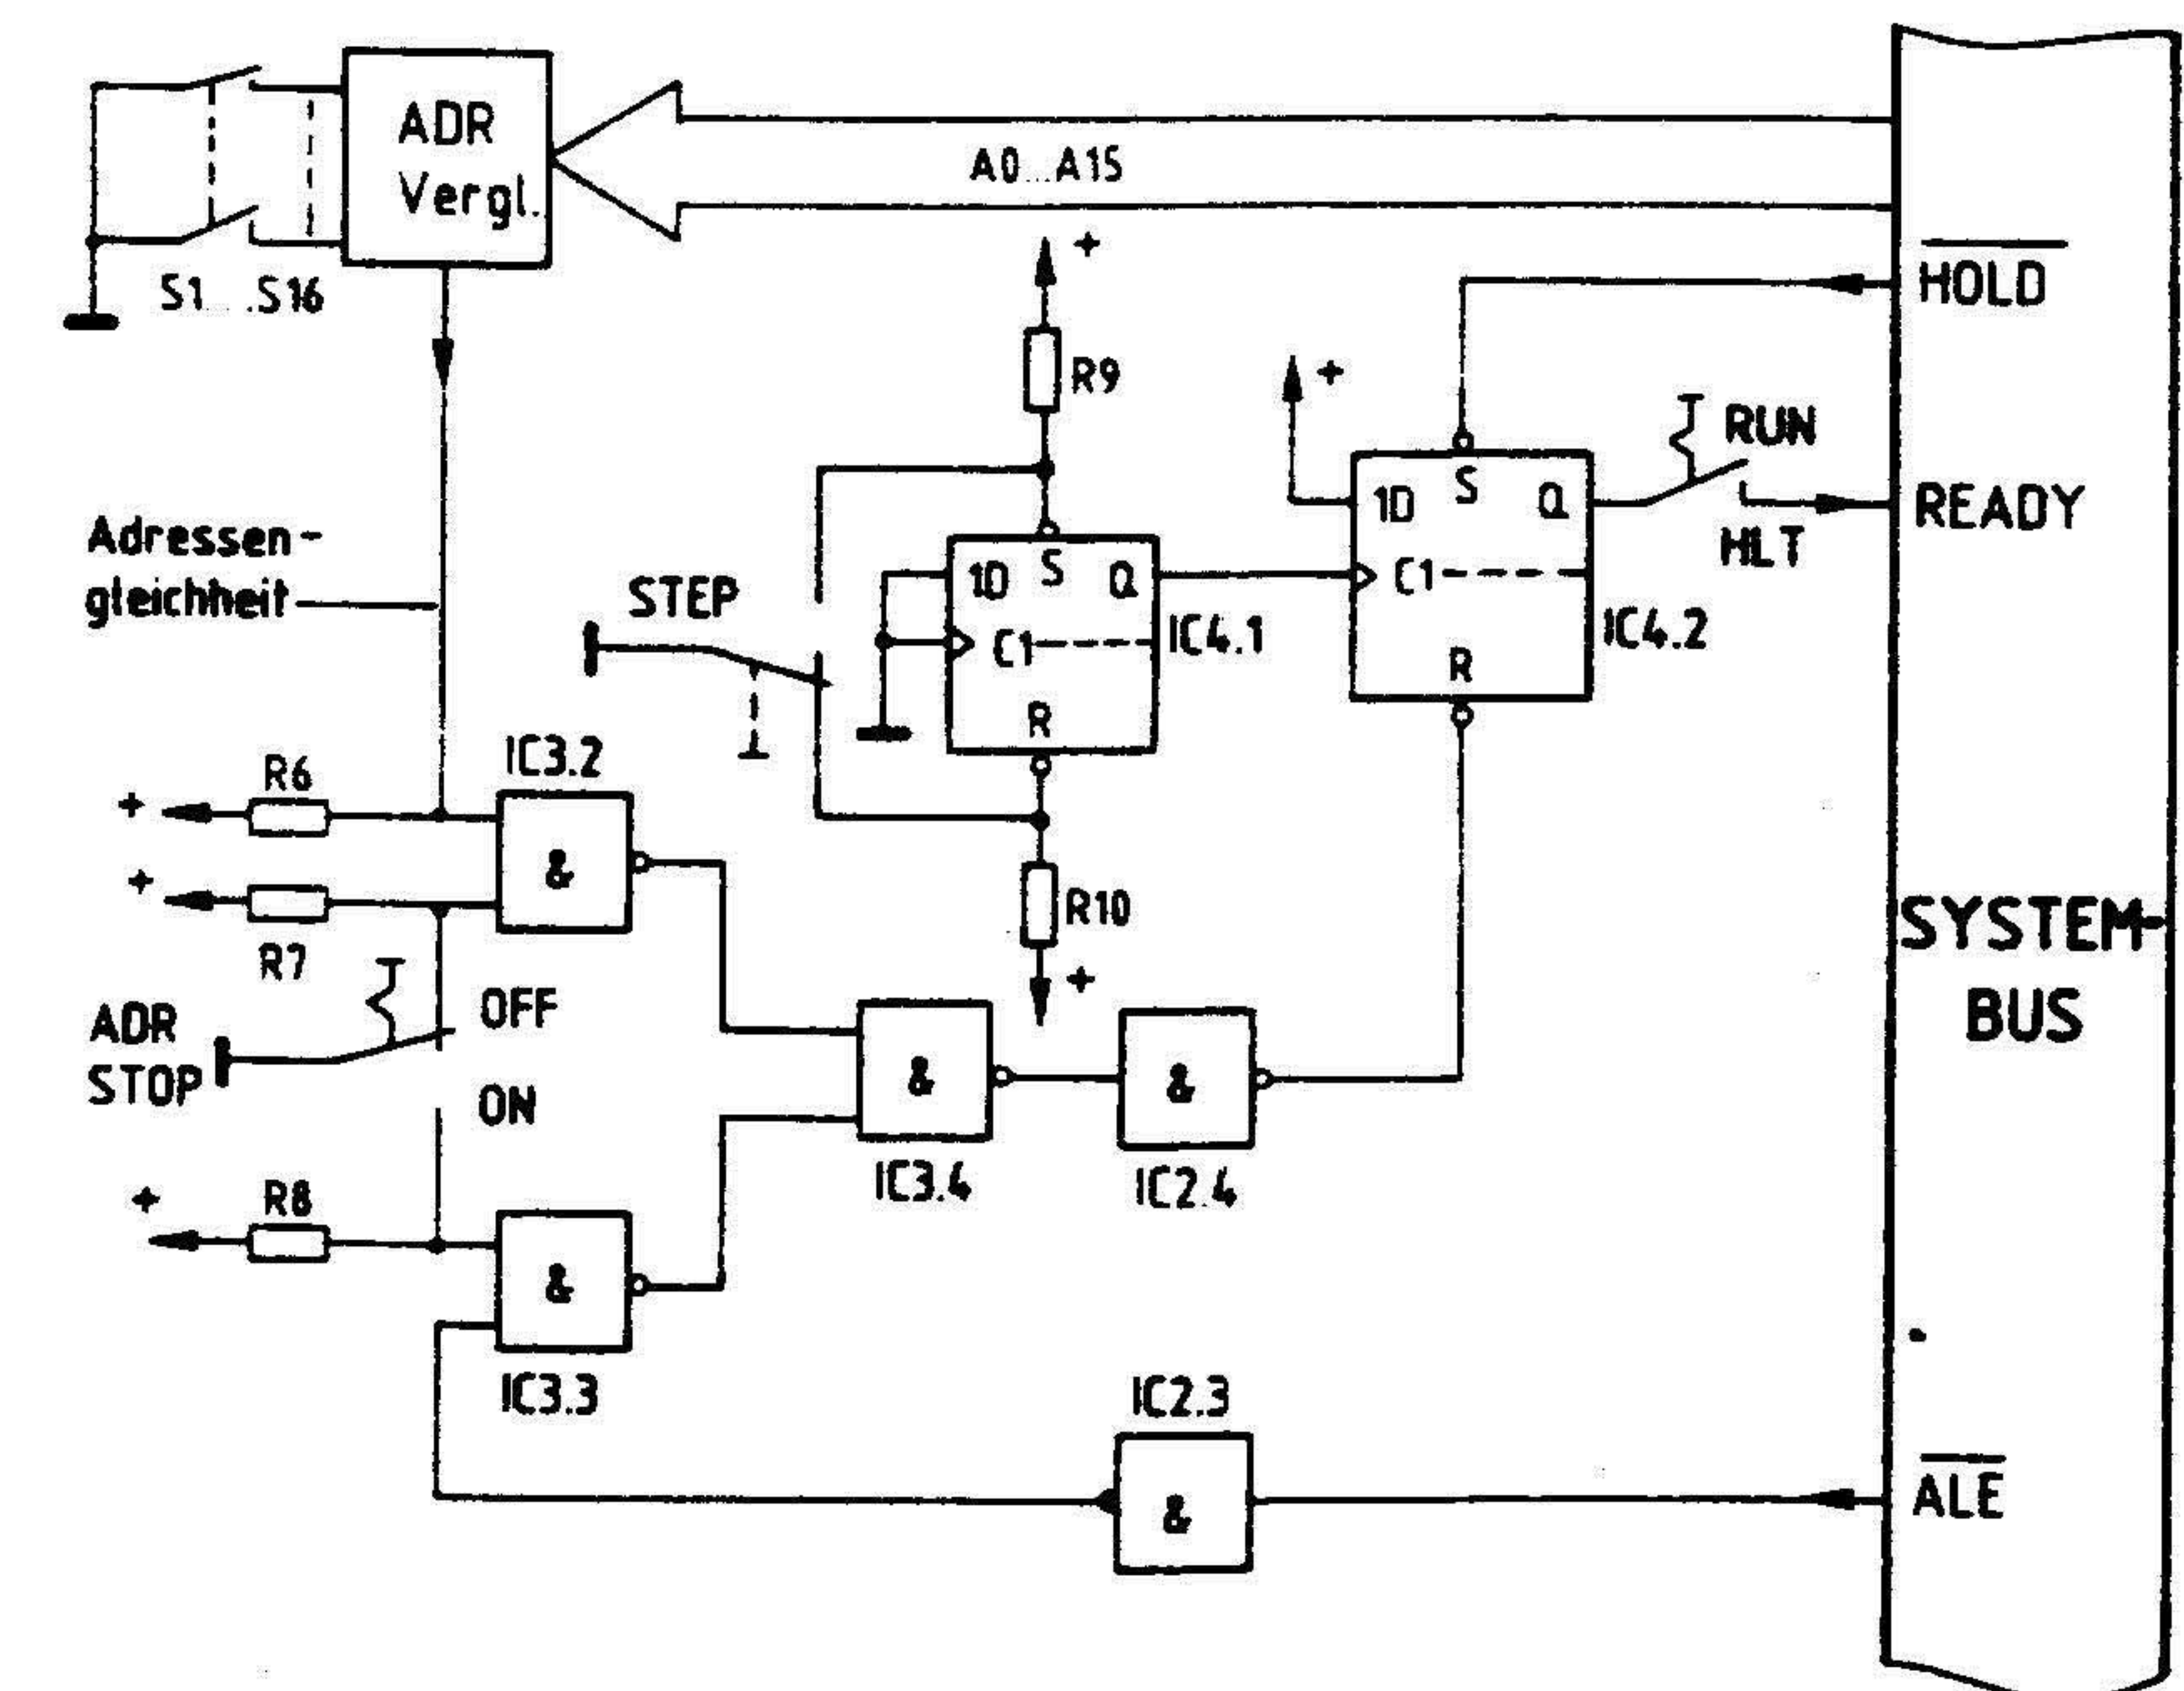 ADR
Vergl.
A0...A15
S1...S16
HOLD
+
R9
+
RUN
READY
HLT
1D S Q
C1
R
IC4.2
Adressen-
gleichheit
STEP
1D S Q
C1
R
IC4.1
IC3.2
R6
+
&
+
R7
R10
+
SYSTEM-
BUS
ADR
STOP
OFF
ON
&
IC3.4
&
IC2.4
+
R8
&
IC3.3
IC2.3
&
ALE